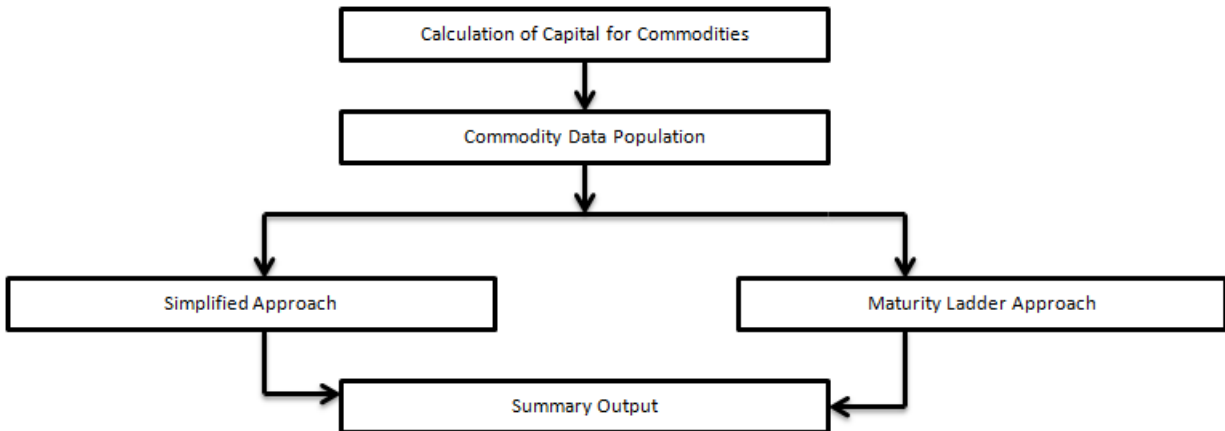 Calculation of Capital for Commodities
Commodity Data Population
Simplified Approach
Maturity Ladder Approach
Summary Output